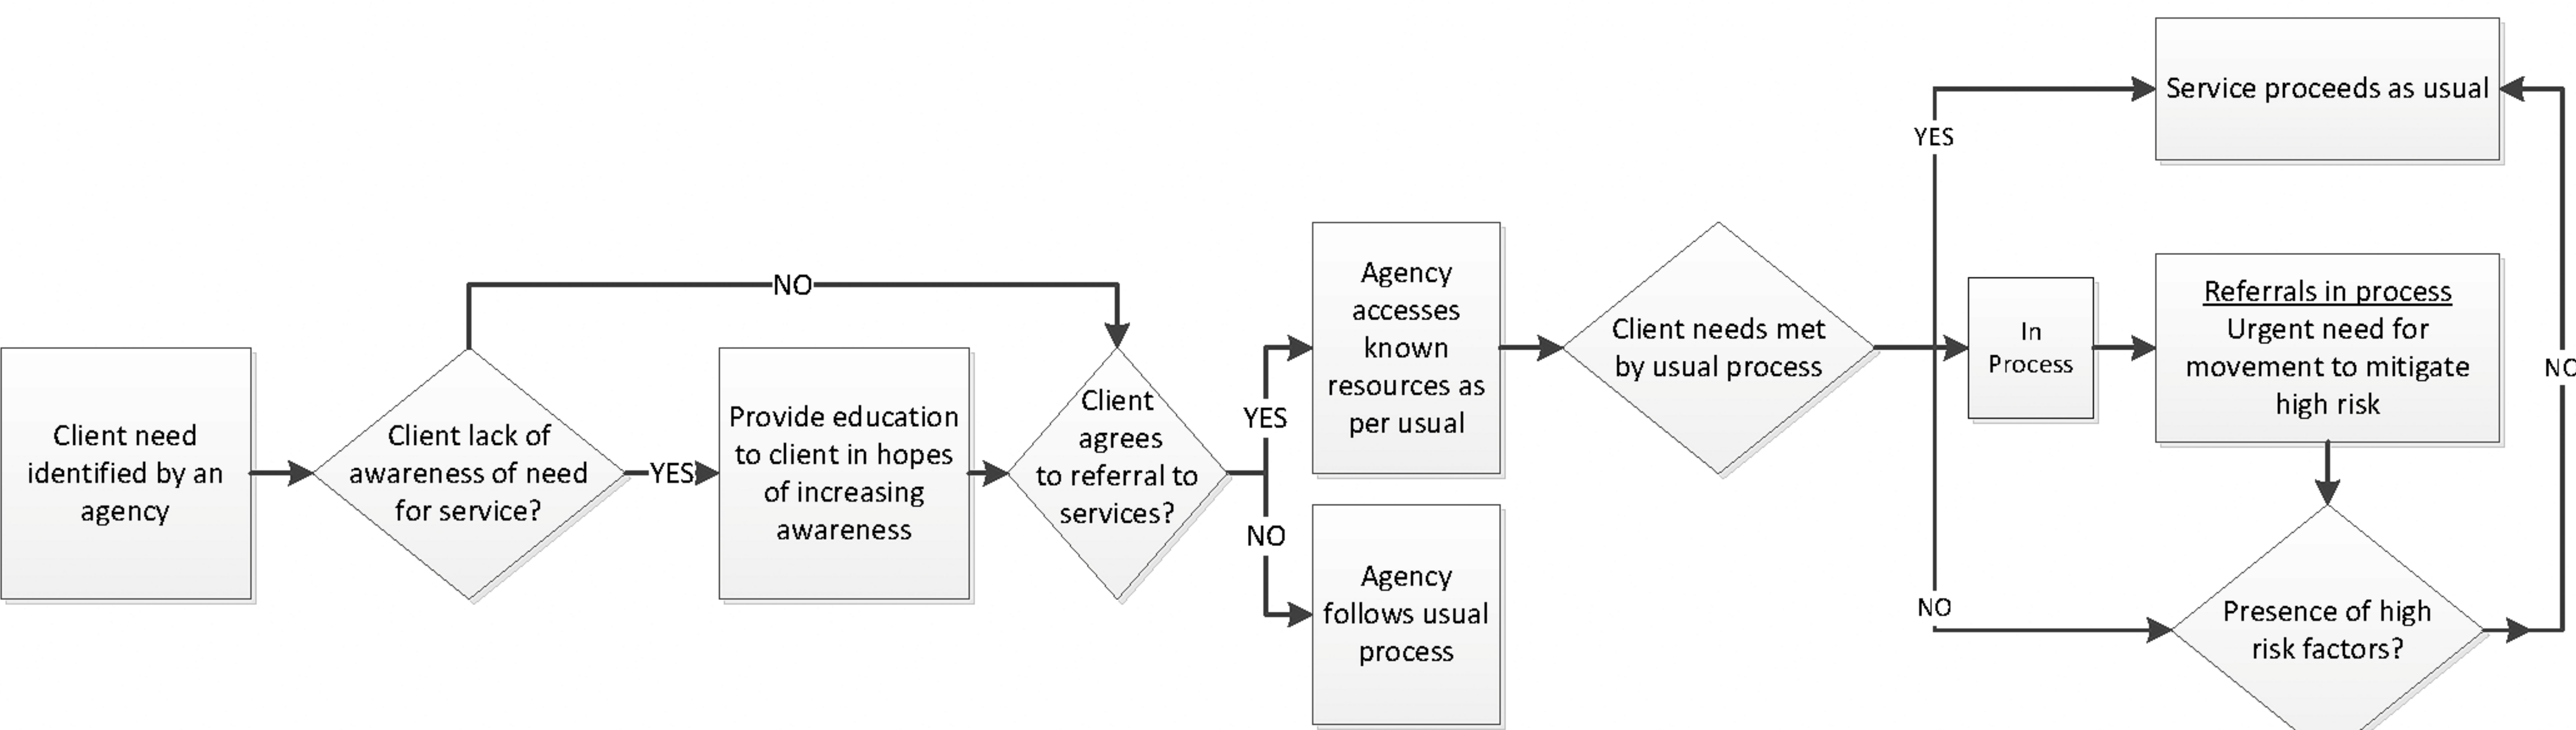 Client need
identified by an
agency
Client lack of
awareness of need
for service?
NO
YES
Provide education
to client in hopes
of increasing
awareness
Client
agrees
to referral to
services?
YES
NO
Agency
accesses
known
resources as
per usual
Agency
follows usual
process
Client needs met
by usual process
YES
NO
Service proceeds as usual
In
Process
Referrals in process
Urgent need for
movement to mitigate
high risk
Presence of high
risk factors?
NO